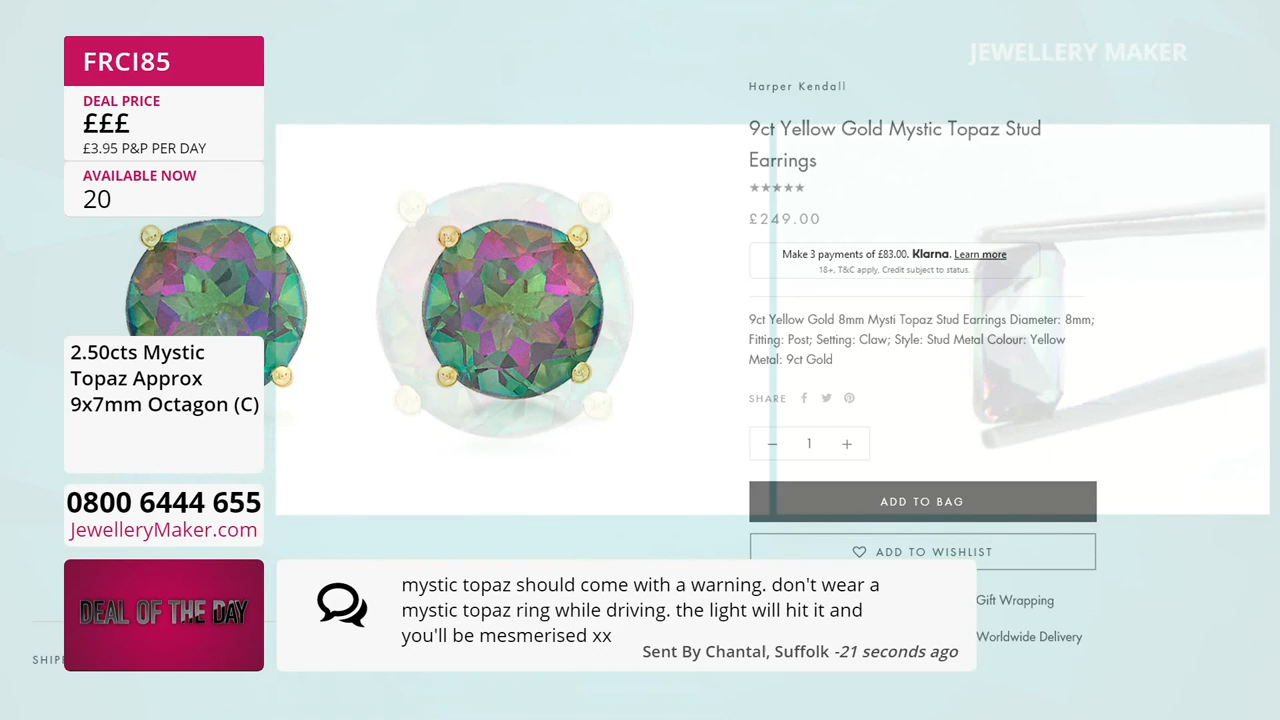 FRCI85
DEAL PRICE
£££
£3.95 P&P PER DAY
AVAILABLE NOW
20
2.50cts Mystic
Topaz Approx
9x7mm Octagon (C)
0800 6444 655
JewelleryMaker.com
DEAL OF THE DAY
JEWELLERY MAKER
Harper Kendall
9ct Yellow Gold Mystic Topaz Stud
Earrings
★★★★★
£249.00
Make 3 payments of £83.00. Klarna. Learn more
18+, T&C apply, Credit subject to status.
9ct Yellow Gold 8mm Mysti Topaz Stud Earrings Diameter: 8mm;
Fitting: Post; Setting: Claw; Style: Stud Metal Colour: Yellow
Metal: 9ct Gold
SHARE
− 1 +
ADD TO BAG
ADD TO WISHLIST
Gift Wrapping
Worldwide Delivery
mystic topaz should come with a warning. don't wear a
mystic topaz ring while driving. the light will hit it and
you'll be mesmerised xx
Sent By Chantal, Suffolk -21 seconds ago